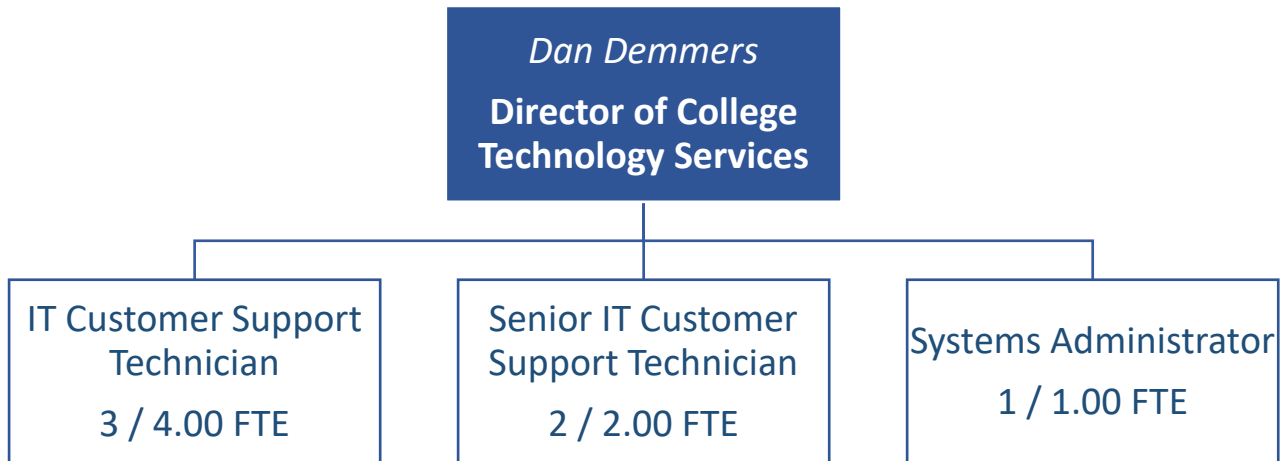 Dan Demmers
Director of College
Technology Services
IT Customer Support
Technician
3 / 4.00 FTE
Senior IT Customer
Support Technician
2 / 2.00 FTE
Systems Administrator
1 / 1.00 FTE